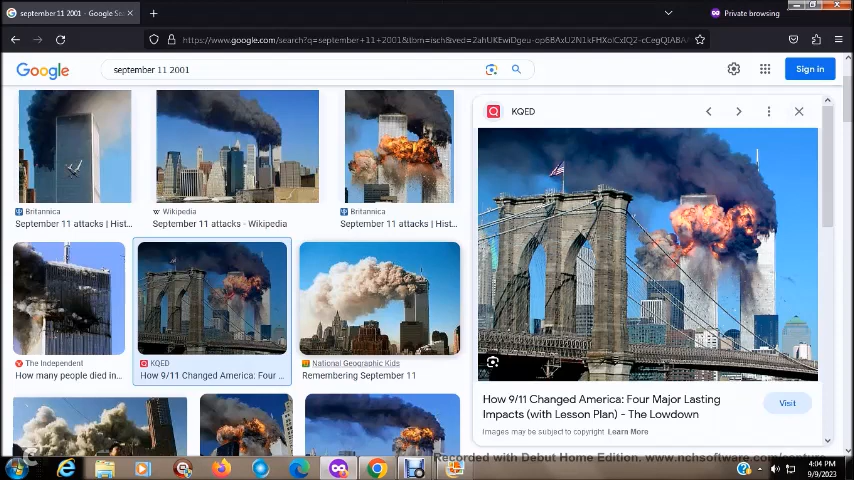 september 11 2001 - Google Se
Private browsing
https://www.google.com/search?q=september+11+2001&tbm=isch&ved=
Google
september 11 2001
Sign in
KQED
Britannica
September 11 attacks | Hist...
Wikipedia
September 11 attacks - Wikipedia
Britannica
September 11 attacks | Hist...
The Independent
How many people died in...
KQED
How 9/11 Changed America: Four ...
National Geographic Kids
Remembering September 11
How 9/11 Changed America: Four Major Lasting
Impacts (with Lesson Plan) - The Lowdown
Visit
Images may be subject to copyright Learn More
Recorded with Debut Home Edition. www.nchsoftware.com/
4:04 PM
9/9/2023